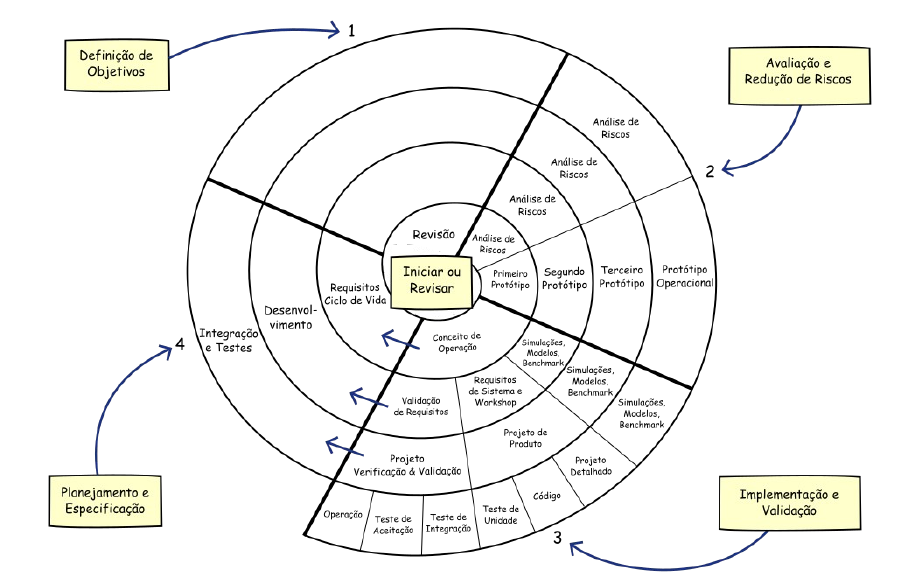 1
Definição de
Objetivos
Avaliação e
Redução de Riscos
2
Análise de
Riscos
Análise de
Riscos
Análise de
Riscos
Análise de
Riscos
Revisão
Iniciar ou
Revisar
Primeiro
Protótipo
Segundo
Protótipo
Terceiro
Protótipo
Protótipo
Operacional
Requisitos
Ciclo de Vida
Desenvol-
vimento
Integração
e Testes
4
Conceito de
Operação
Simulações,
Modelos,
Benchmark
Simulações,
Modelos.
Benchmark
Simulações.
Modelos,
Benchmark
Validação
de Requisitos
Requisitos
de Sistema e
Workshop
Projeto
Verificação & Validação
Projeto de
Produto
Projeto
Detalhado
Operação
Teste de
Aceitação
Teste de
Integração
Teste de
Unidade
Código
3
Planejamento e
Especificação
Implementação e
Validação